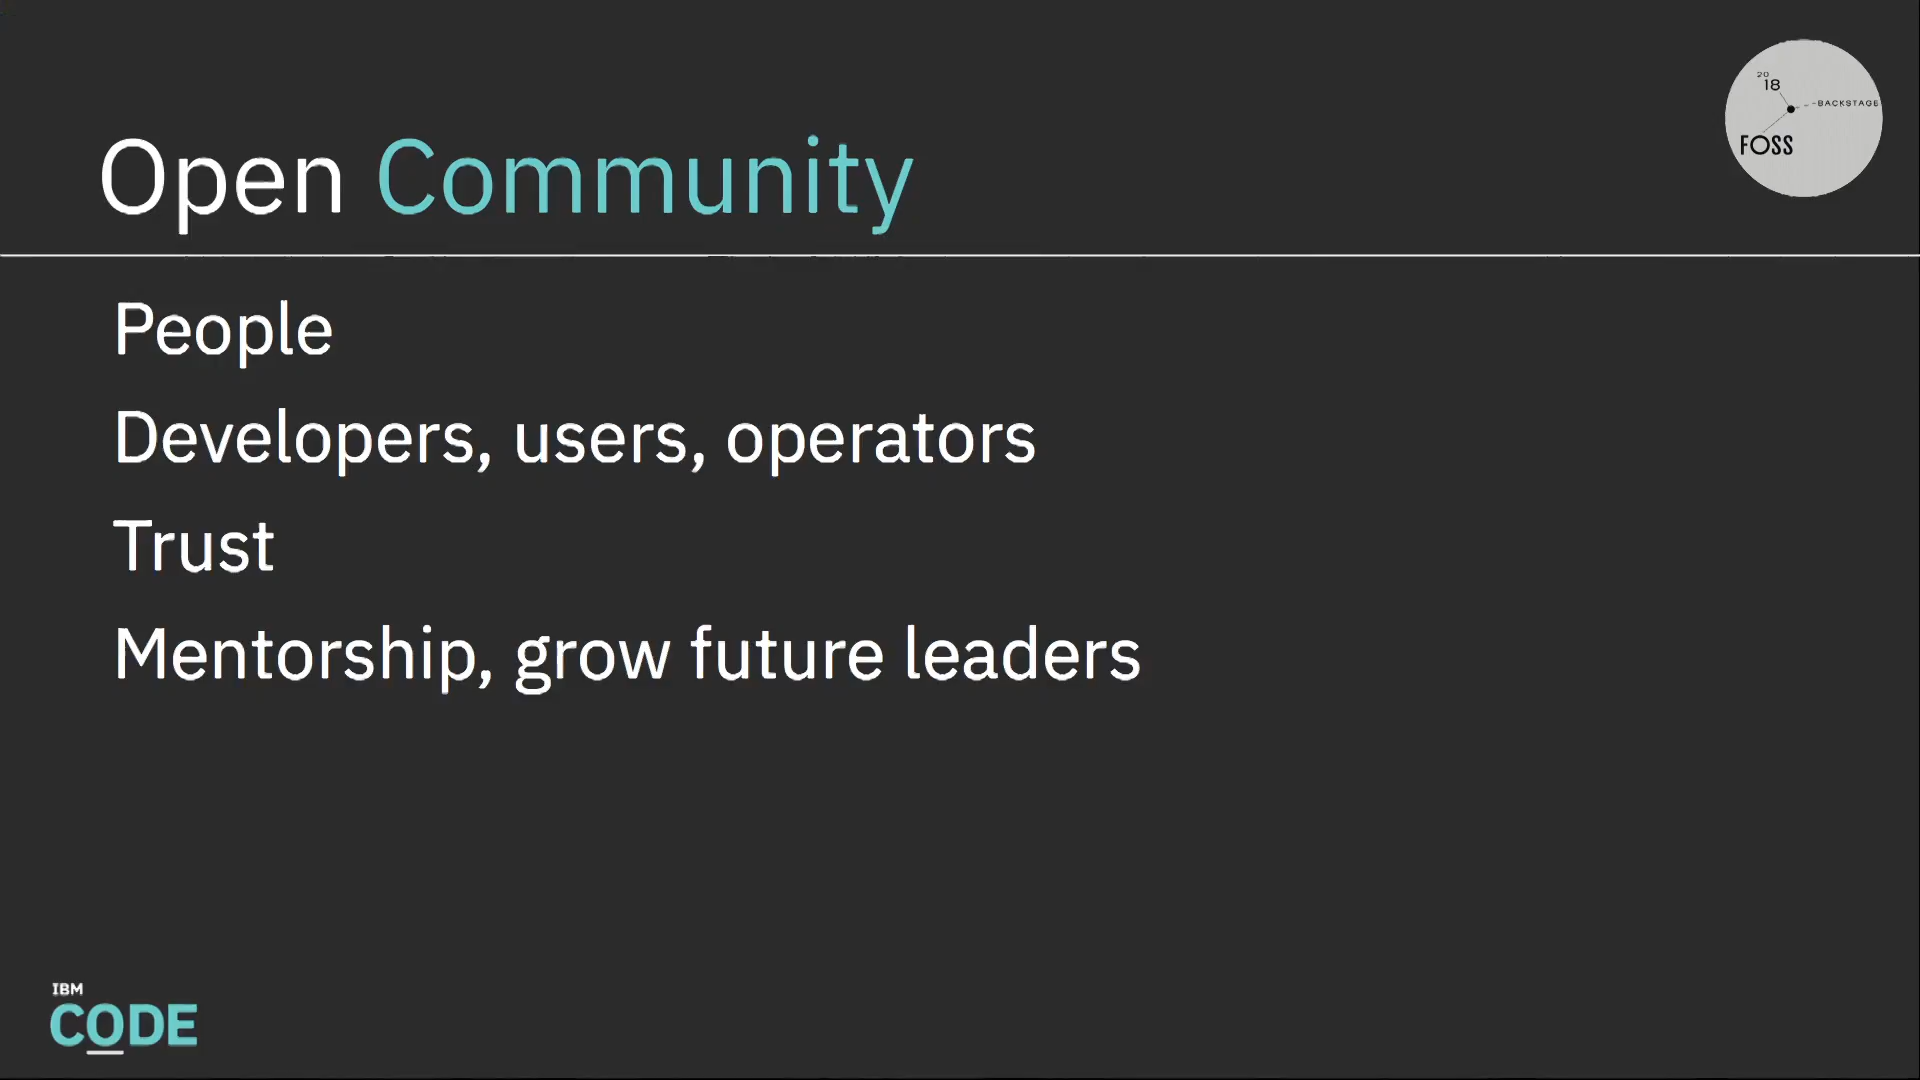 20
18
BACKSTAGE
FOSS
Open Community
People
Developers, users, operators
Trust
Mentorship, grow future leaders
IBM
CODE